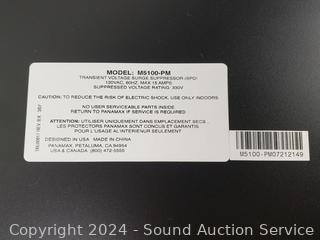 MODEL: M5100-PM
TRANSIENT VOLTAGE SURGE SUPPRESSOR
120VAC, 60HZ, MAX 15 AMPS
SUPPRESSED VOLTAGE RATING: 330V
CAUTION: TO REDUCE THE RISK OF ELECTRIC SHOCK, USE ONLY INDOORS
NO USER SERVICEABLE PARTS INSIDE
RETURN TO PANAMAX IF SERVICE IS REQUIRED
ATTENTION: UTILISER UNIQUEMENT DANS EMPLACEMENT SECS
LES PROTECTORS PANAMAX SONT CONCUS ET GARANTIS
POUR L'USAGE A L'INTERIEUR SEULEMENT
DESIGNED IN USA MADE IN CHINA
PANAMAX, PETALUMA, CA 94954
USA & CANADA (800) 472-5555
M5100-PM07212149
Copyright 2024 - Sound Auction Service